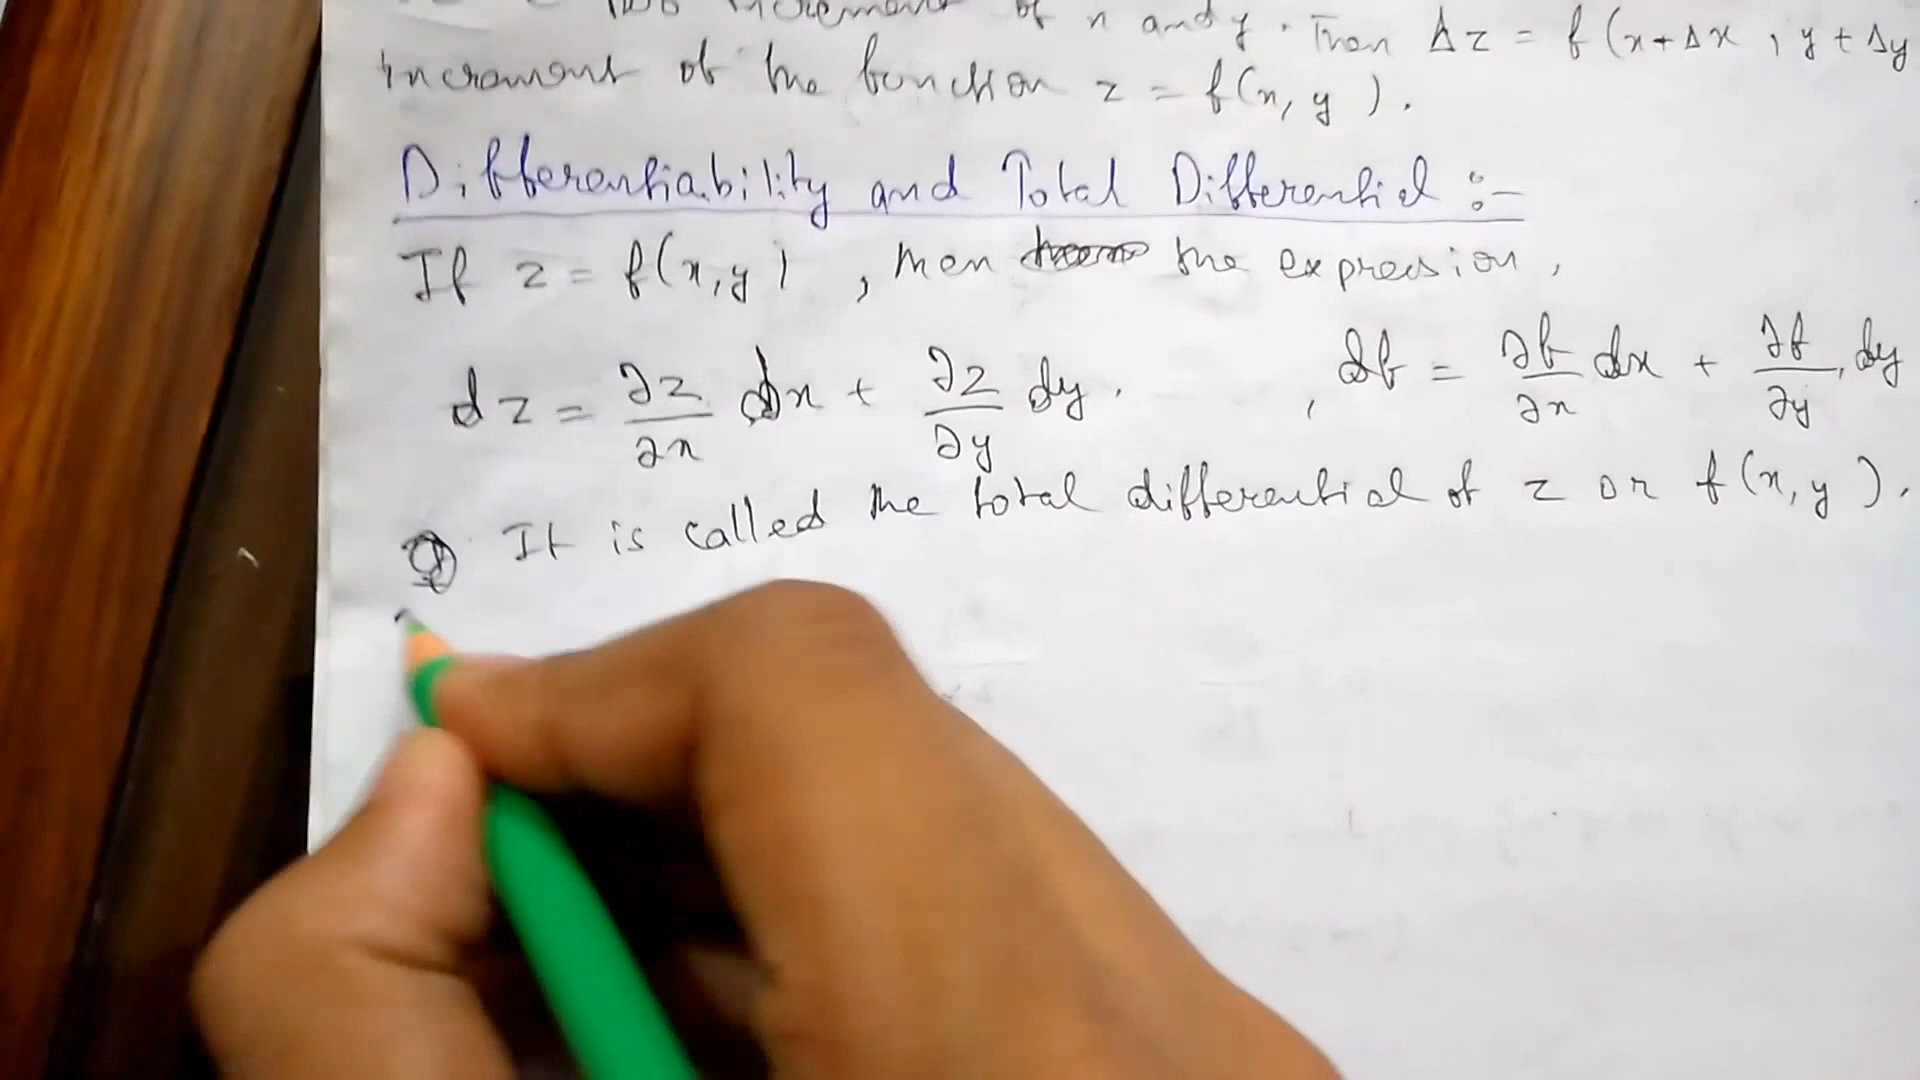 increment of x and y. Then Δz = f(x+Δx, y+Δy
increment of the function z = f(x, y).
Differentiability and Total Differential :-
If z = f(x,y), then the expression,
dz = ∂z/∂x dx + ∂z/∂y dy. , df = ∂f/∂x dx + ∂f/∂y, dy
It is called the total differential of z or f(x, y).